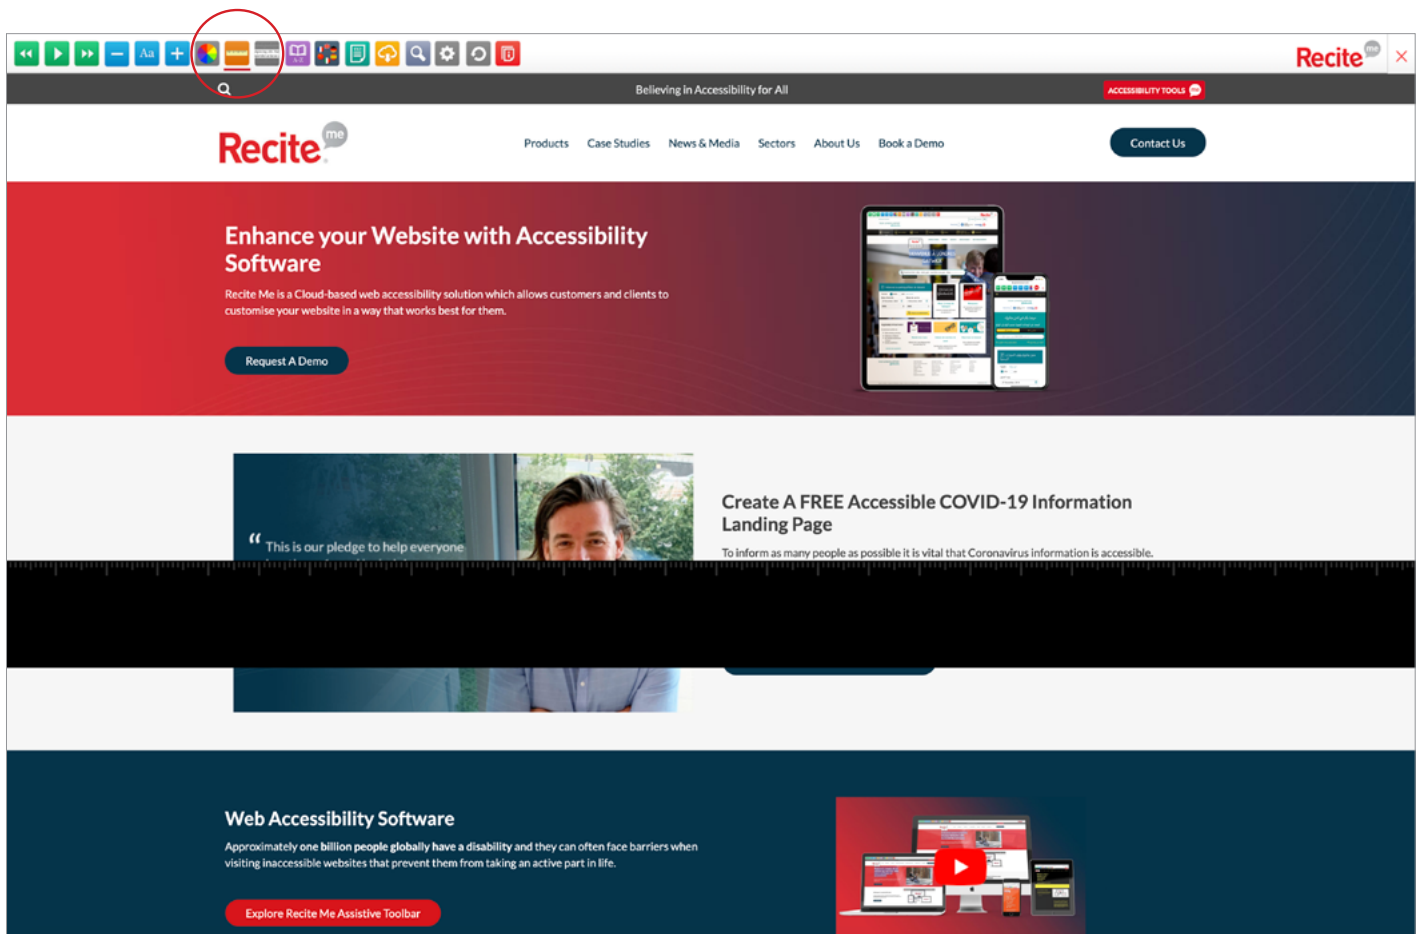 Aa
Recite me
Believing in Accessibility for All
ACCESSIBILITY TOOLS
Recite me
Products Case Studies News & Media Sectors About Us Book a Demo
Contact Us
Enhance your Website with Accessibility
Software
Recite Me is a Cloud-based web accessibility solution which allows customers and clients to
customise your website in a way that works best for them.
Request A Demo
“ This is our pledge to help everyone
Create A FREE Accessible COVID-19 Information
Landing Page
To inform as many people as possible it is vital that Coronavirus information is accessible.
Web Accessibility Software
Approximately one billion people globally have a disability and they can often face barriers when
visiting inaccessible websites that prevent them from taking an active part in life.
Explore Recite Me Assistive Toolbar